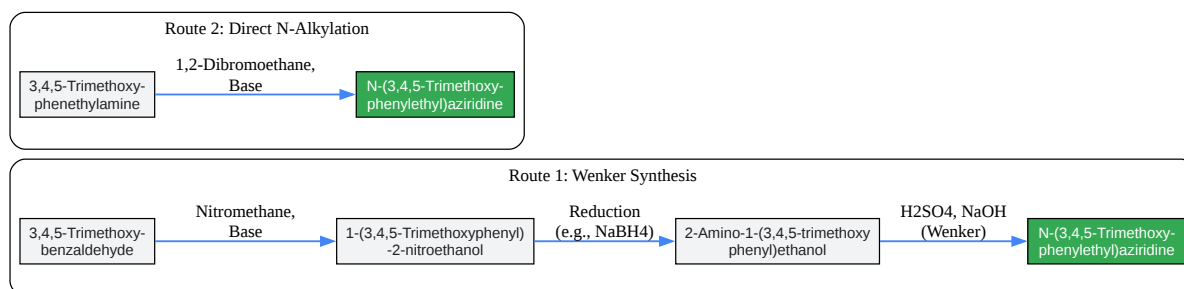 Route 2: Direct N-Alkylation
3,4,5-Trimethoxy-
phenethylamine
1,2-Dibromoethane,
Base
N-(3,4,5-Trimethoxy-
phenylethyl)aziridine
Route 1: Wenker Synthesis
3,4,5-Trimethoxy-
benzaldehyde
Nitromethane,
Base
1-(3,4,5-Trimethoxyphenyl)
-2-nitroethanol
Reduction
(e.g., NaBH4)
2-Amino-1-(3,4,5-trimethoxy
phenyl)ethanol
H2SO4, NaOH
(Wenker)
N-(3,4,5-Trimethoxy-
phenylethyl)aziridine